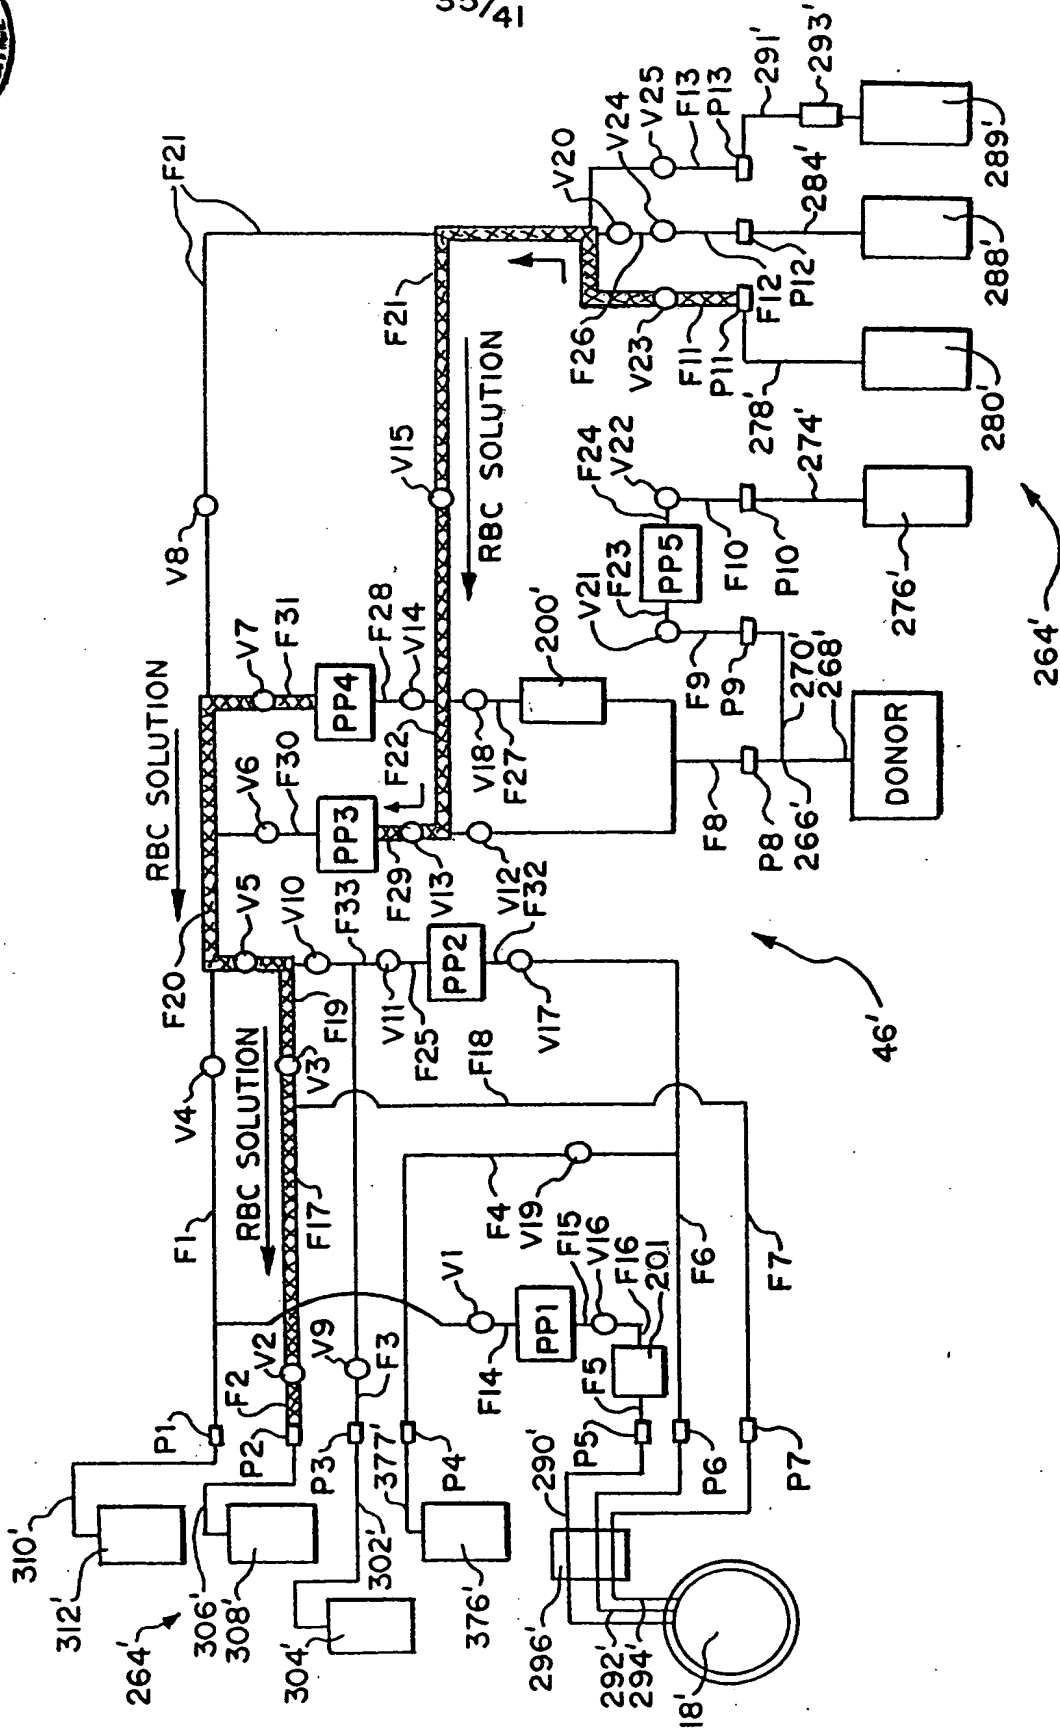 35/41
310'
312'
264'
306'
308'
304'
302'
377'
376'
P1
P2
P3
P4
F2
V2
V9
F3
F1
V4
RBC SOLUTION
F17
V3
F19
F20
RBC SOLUTION
V5
V10
F33
V11
F25
PP2
F32
V17
F18
F4
V19
V1
F14
PP1
F15
V16
F16
201
F5
P5
290'
P6
F6
P7
F7
296'
292'
294'
18'
V6
F30
PP3
F29
V13
V12
V7
F31
PP4
F28
V14
F22
V18
F27
200'
V8
F21
F21
V15
RBC SOLUTION
V20
V24
V25
F13
P13
291'
293'
F26
V23
F11
P11
F12
P12
284'
289'
288'
278'
280'
V21
F23
PP5
F24
V22
F10
P10
274'
276'
F9
P9
F8
P8
266'
270'
268'
DONOR
46'
264'